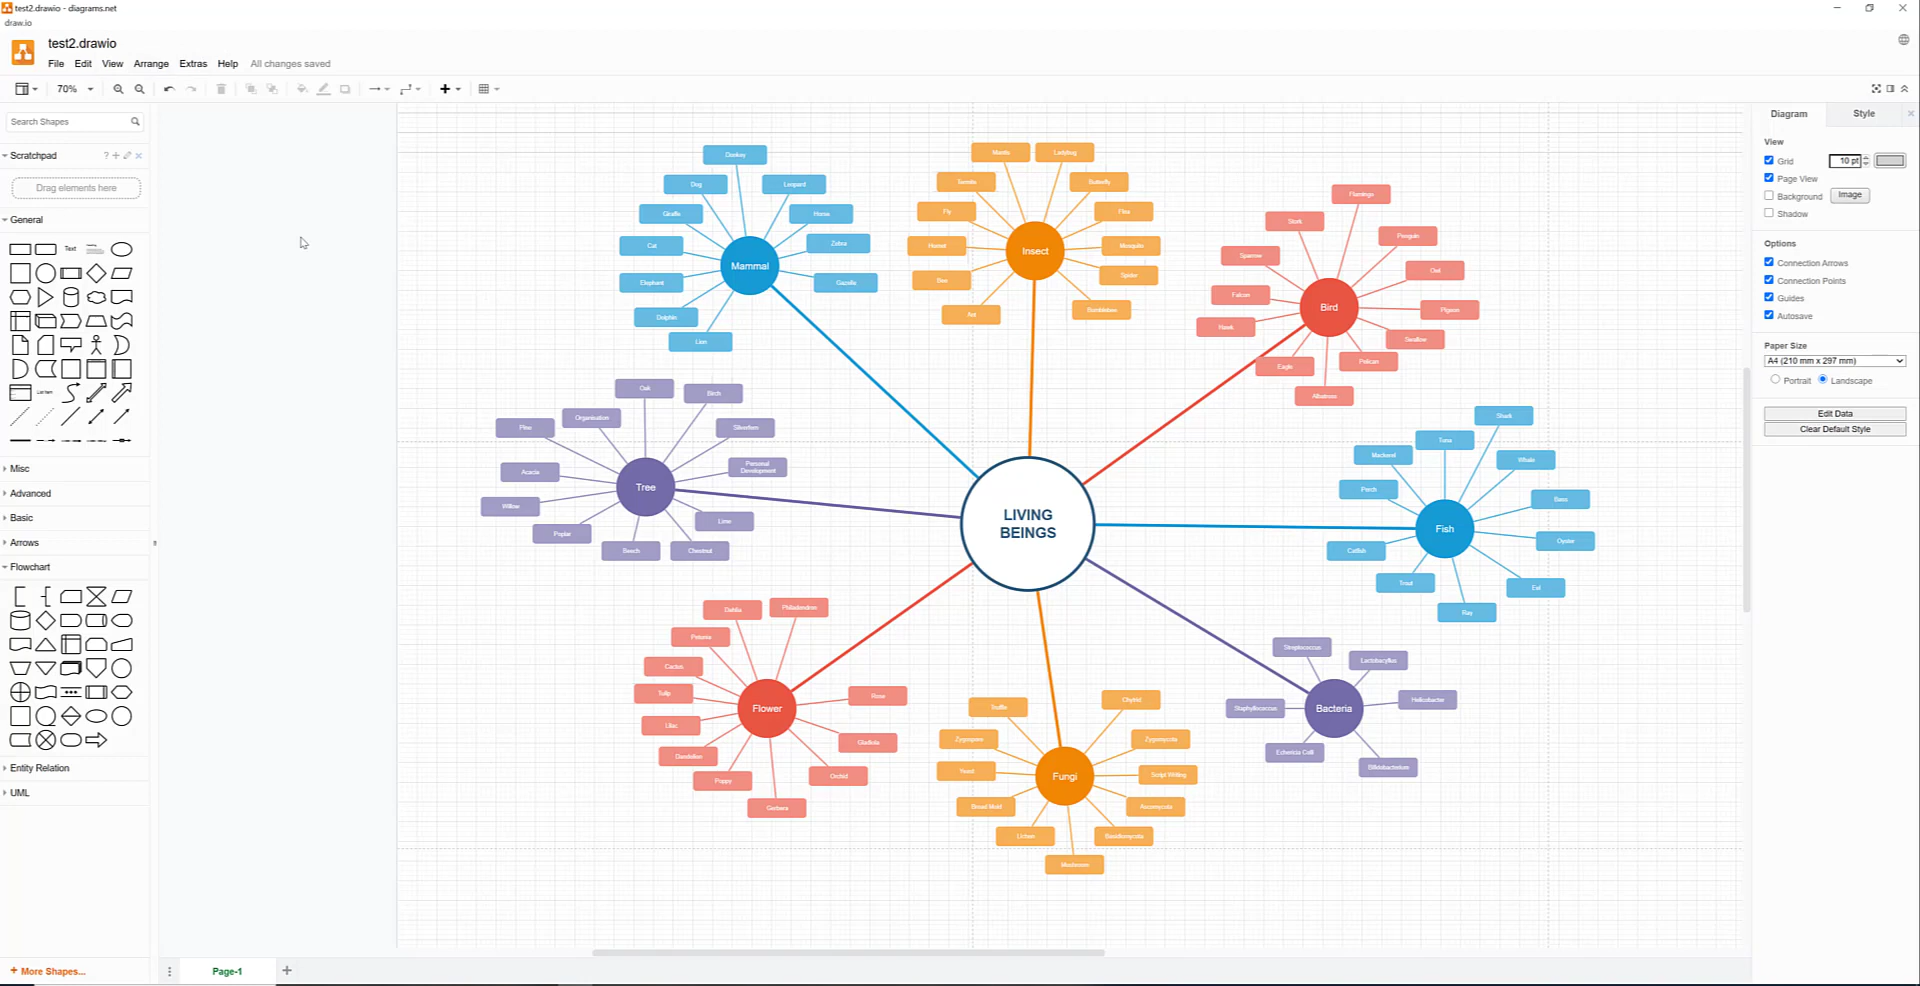 test2.drawio - diagrams.net
draw.io
test2.drawio
File Edit View Arrange Extras Help All changes saved
70%
Search Shapes
Scratchpad
?
Drag elements here
General
Text
List Item
Misc
Advanced
Basic
Arrows
Flowchart
Entity Relation
UML
+ More Shapes...
Page-1
LIVING
BEINGS
Mammal
Donkey
Dog
Leopard
Giraffe
Horse
Cat
Zebra
Elephant
Gazella
Dolphin
Lion
Insect
Mantis
Ladybug
Termite
Butterfly
Fly
Flea
Hornet
Mosquito
Spider
Bee
Ant
Bumblebee
Bird
Flamingo
Stork
Penguin
Sparrow
Owl
Falcon
Pigeon
Hawk
Swallow
Eagle
Pelican
Albatross
Tree
Oak
Birch
Organisation
Pine
Silverfern
Personal
Development
Acacia
Willow
Lime
Poplar
Beech
Chestnut
Fish
Shark
Tuna
Mackerel
Whale
Perch
Bass
Oyster
Catfish
Trout
Eel
Ray
Flower
Dahlia
Philodendron
Petunia
Cactus
Tulip
Rose
Lilac
Gladiola
Dandelion
Orchid
Poppy
Gerbera
Fungi
Truffle
Chytrid
Zygospore
Zygomycota
Yeast
Script Writing
Bread Mold
Ascomycota
Lichen
Basidiomycota
Mushroom
Bacteria
Streptococcus
Lactobacyllus
Staphyllococcus
Helicobacter
Echericia Colli
Bifidobacterium
Diagram Style
View
Grid 10 pt
Page View
Background Image
Shadow
Options
Connection Arrows
Connection Points
Guides
Autosave
Paper Size
A4 (210 mm x 297 mm)
Portrait Landscape
Edit Data
Clear Default Style